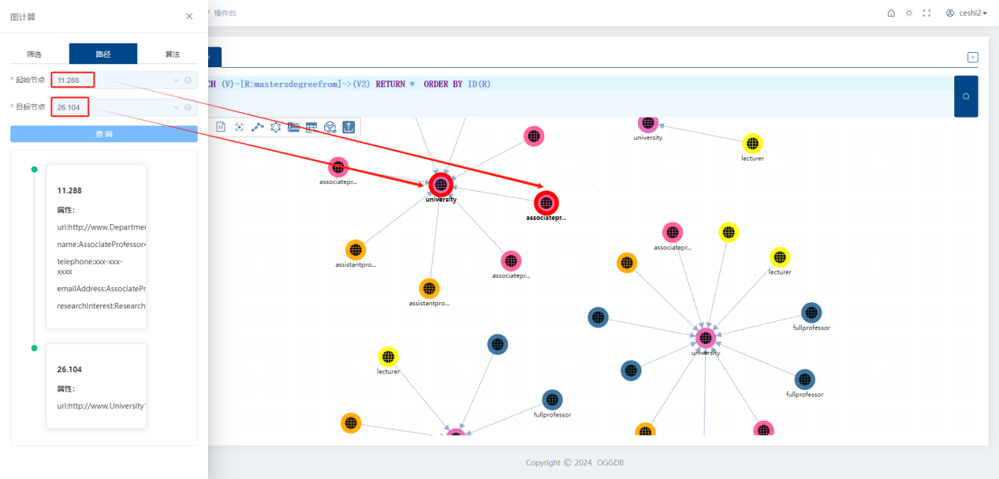 图计算
/ 操作台
ceshi2
筛选
路径
算法
* 起始节点 11.288
* 目标节点 26.104
查 询
CH (V)-[R:mastersdegreefrom]->(V2) RETURN * ORDER BY ID(R)
11.288
属性:
uri:http://www.Departmer
name:AssociateProfessor4
telephone:xxx-xxx-
xxxx
emailAddress:AssociatePr
researchInterest:Research
26.104
属性:
uri:http://www.University1
university
lecturer
associatepr...
university
associatepr...
associatepr...
assistantpro...
lecturer
associatepr...
assistantpro...
fullprofessor
university
lecturer
fullprofessor
fullprofessor
Copyright © 2024 OGGDB